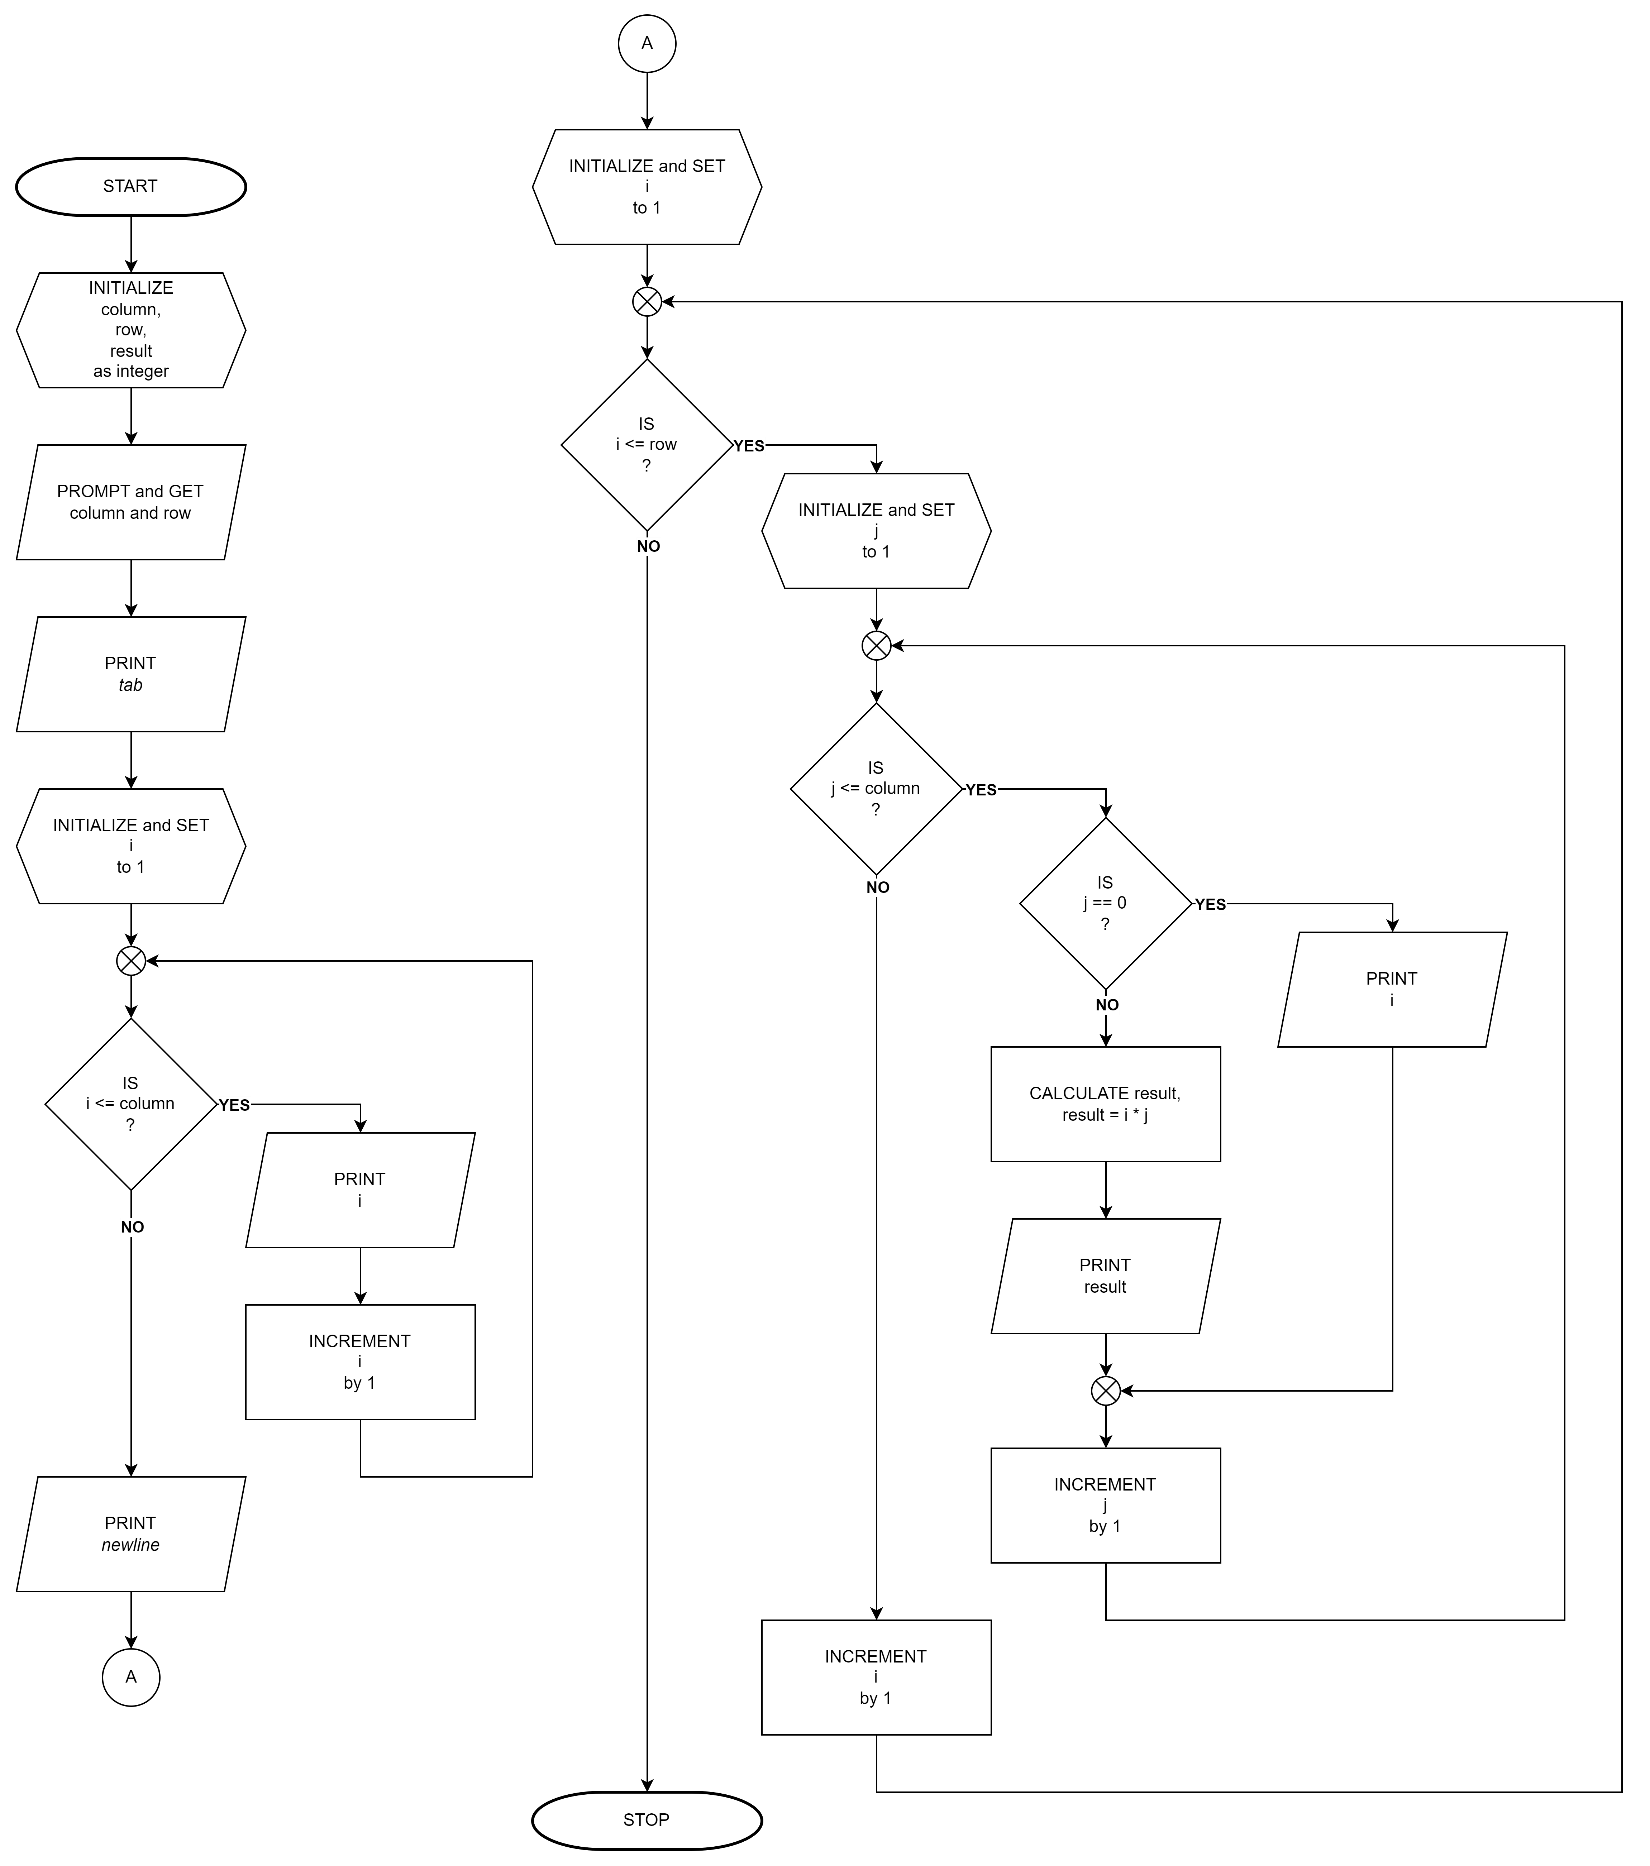 START
INITIALIZE
column,
row,
result
as integer
PROMPT and GET
column and row
PRINT
tab
INITIALIZE and SET
i
to 1
IS
i <= column
?
YES
PRINT
i
INCREMENT
i
by 1
NO
PRINT
newline
A
A
INITIALIZE and SET
i
to 1
IS
i <= row
?
YES
NO
INITIALIZE and SET
j
to 1
IS
j <= column
?
YES
NO
IS
j == 0
?
YES
PRINT
i
NO
CALCULATE result,
result = i * j
PRINT
result
INCREMENT
j
by 1
INCREMENT
i
by 1
STOP